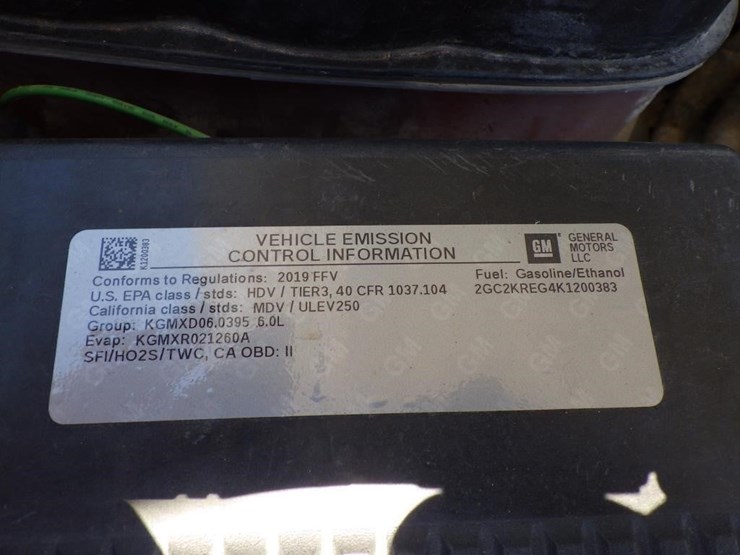 VEHICLE EMISSION
CONTROL INFORMATION
K1200383
GM
GENERAL
MOTORS
LLC
Conforms to Regulations: 2019 FFV
Fuel: Gasoline/Ethanol
U.S. EPA class / stds: HDV / TIER3, 40 CFR 1037.104
2GC2KREG4K1200383
California class / stds: MDV / ULEV250
Group: KGMXD06.0395 6.0L
Evap: KGMXR021260A
SFI/HO2S/TWC, CA OBD: II